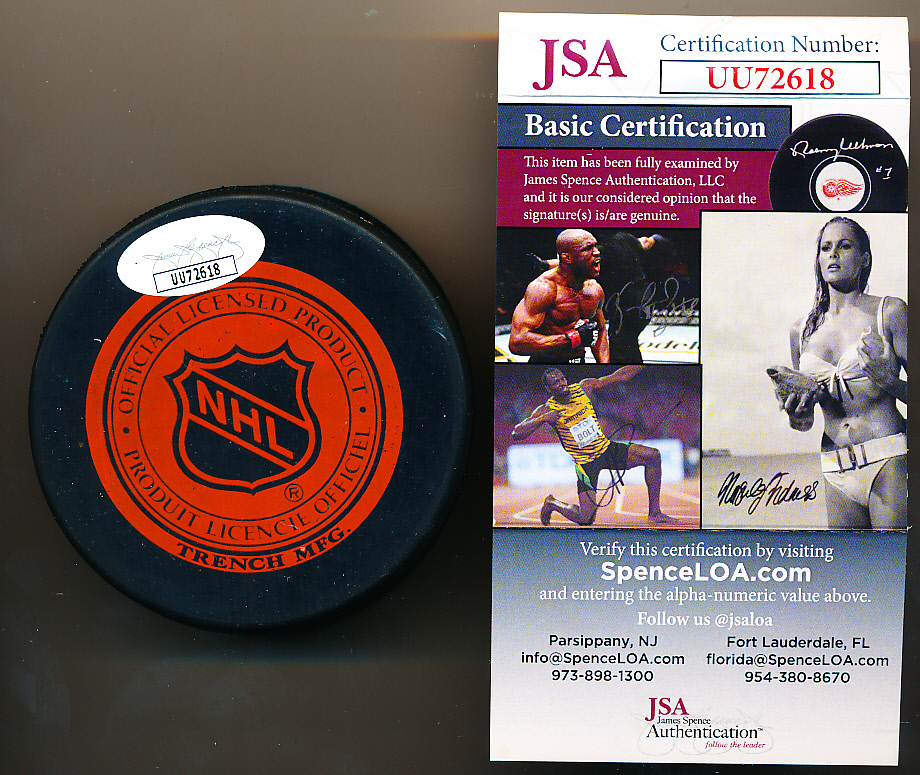 UU72618
OFFICIAL LICENSED PRODUCT
NHL
®
PRODUIT LICENCIE OFFICIEL
TRENCH MFG.
JSA
Certification Number:
UU72618
Basic Certification
This item has been fully examined by
James Spence Authentication, LLC
and it is our considered opinion that the
signature(s) is/are genuine.
#1
BOLT
Verify this certification by visiting
SpenceLOA.com
and entering the alpha-numeric value above.
Follow us @jsaloa
Parsippany, NJ
info@SpenceLOA.com
973-898-1300
Fort Lauderdale, FL
florida@SpenceLOA.com
954-380-8670
JSA
James Spence
Authentication™
follow the leader